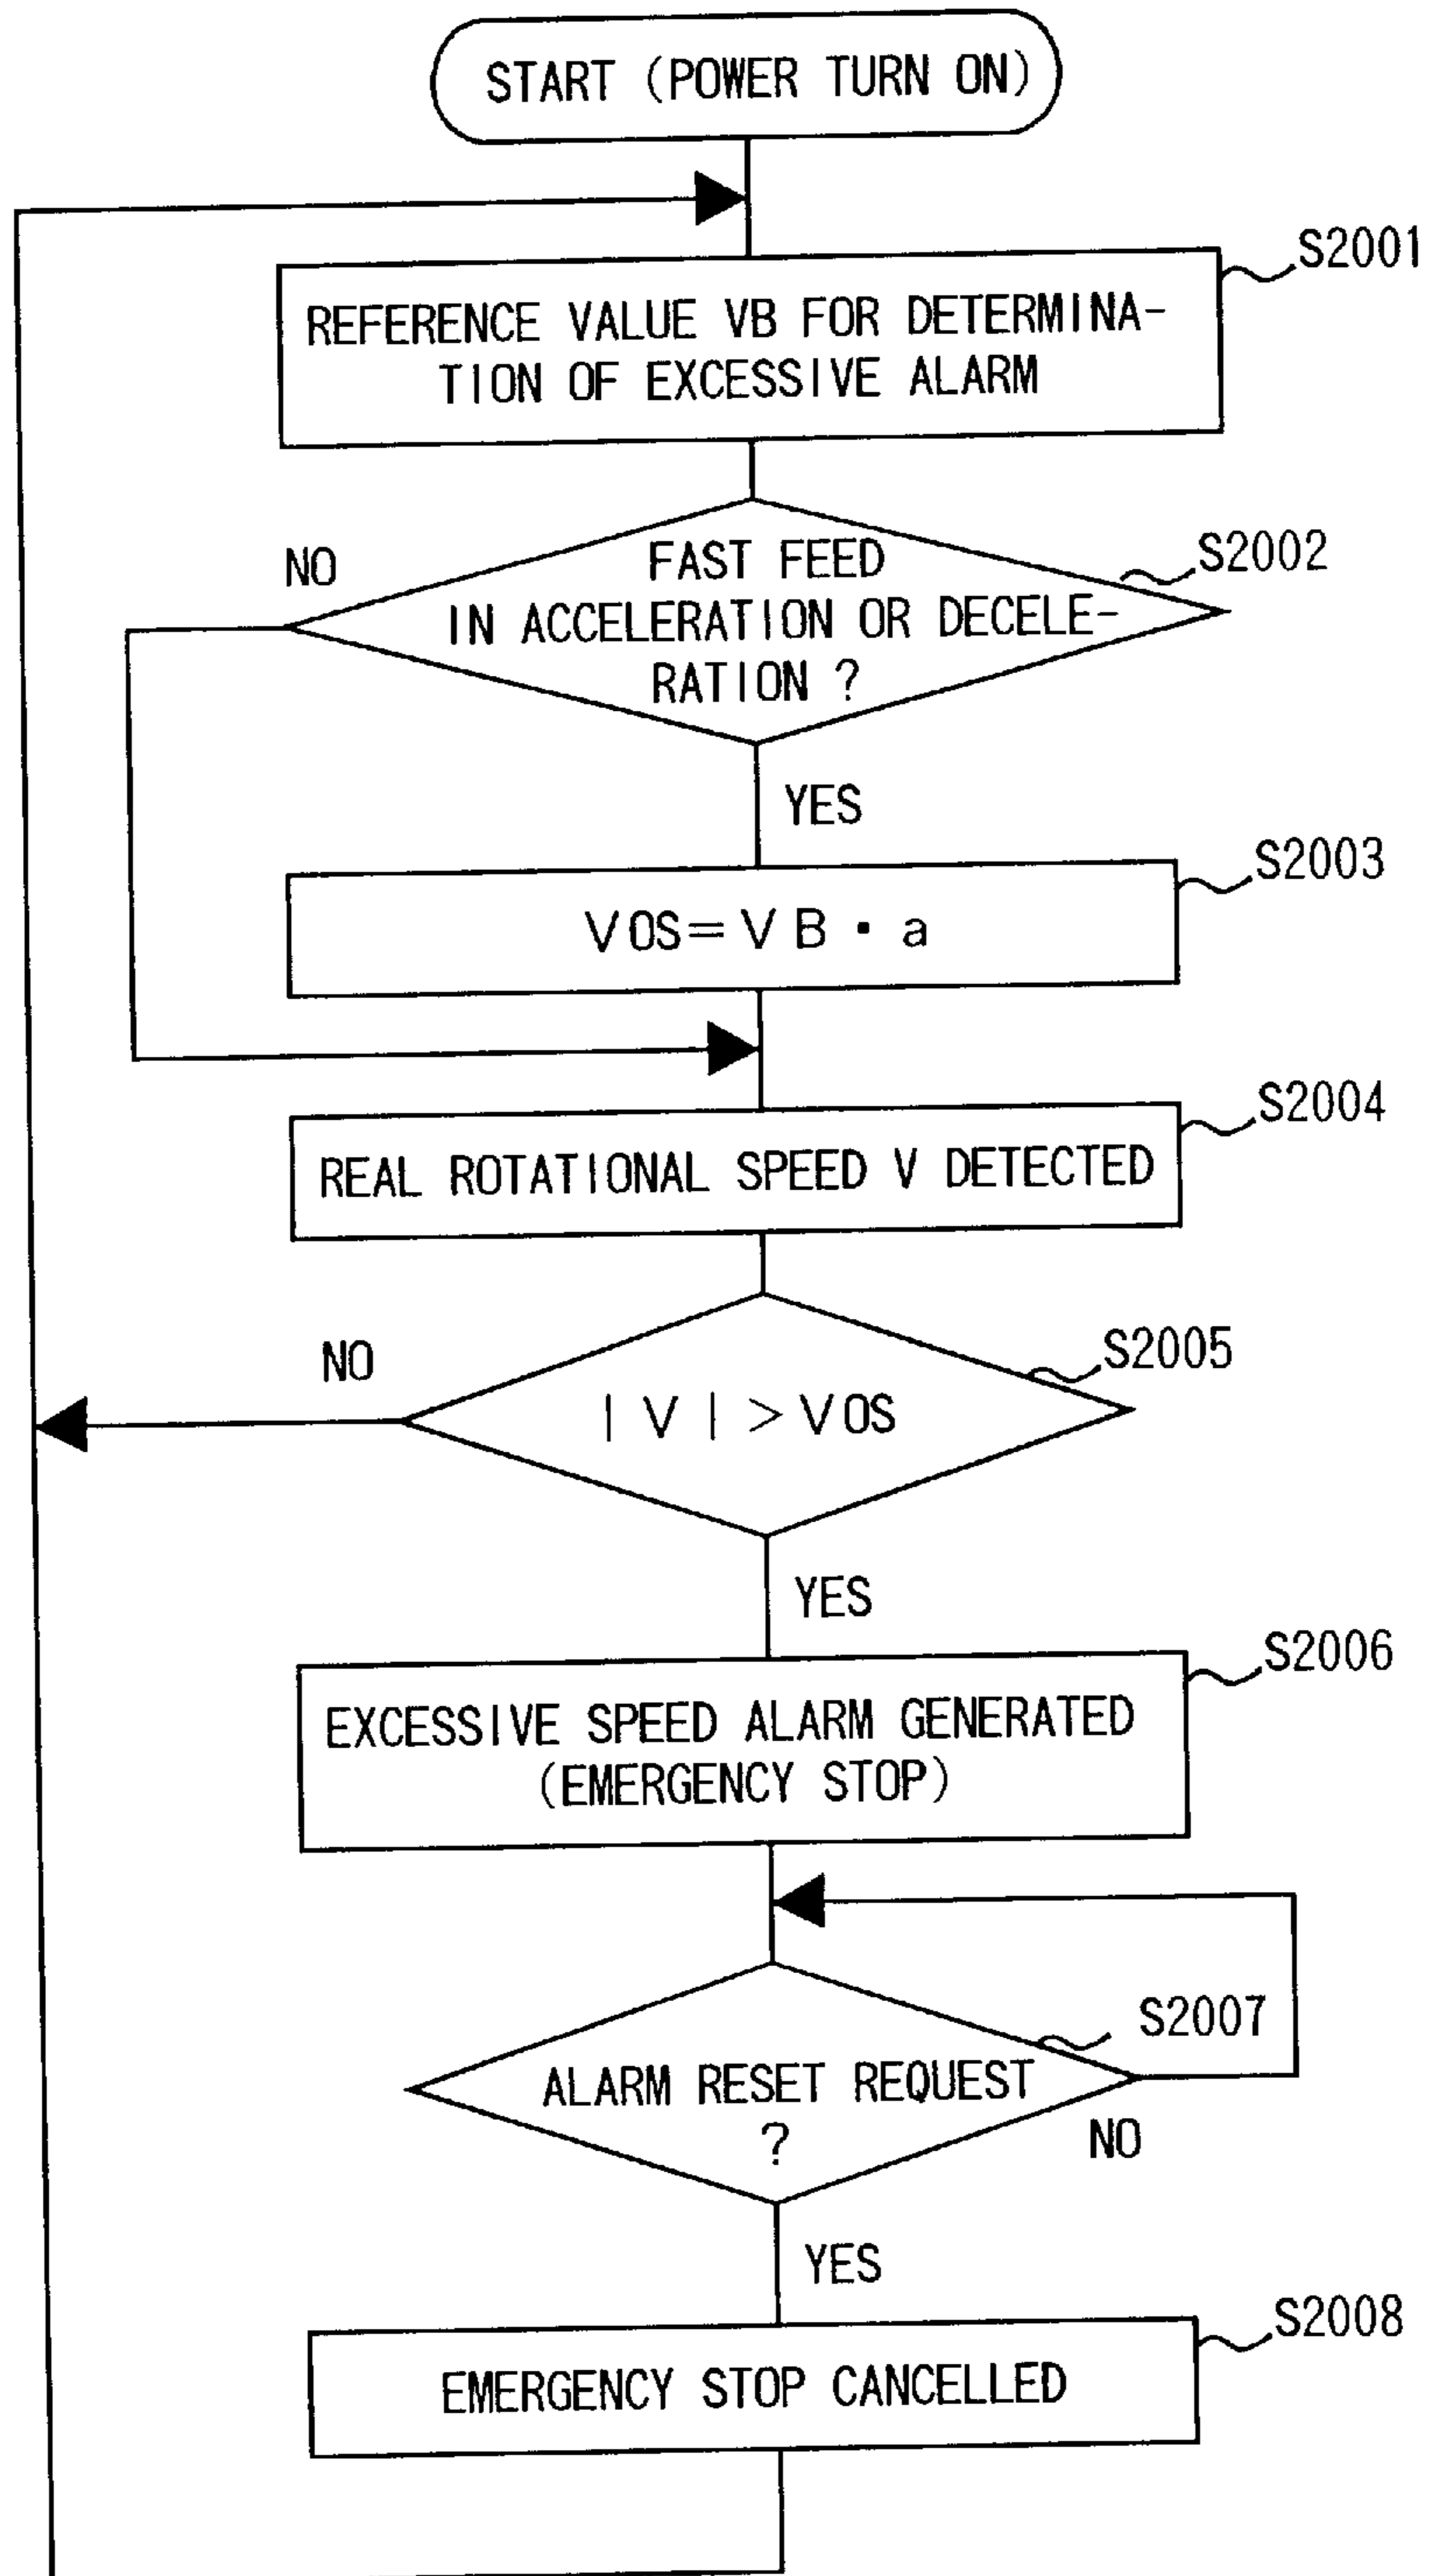 START (POWER TURN ON)
S2001
REFERENCE VALUE VB FOR DETERMINA-
TION OF EXCESSIVE ALARM
S2002
NO
FAST FEED
IN ACCELERATION OR DECELE-
RATION ?
YES
S2003
VOS=VB・a
S2004
REAL ROTATIONAL SPEED V DETECTED
S2005
NO
|V|>VOS
YES
S2006
EXCESSIVE SPEED ALARM GENERATED
(EMERGENCY STOP)
S2007
ALARM RESET REQUEST
?
NO
YES
S2008
EMERGENCY STOP CANCELLED